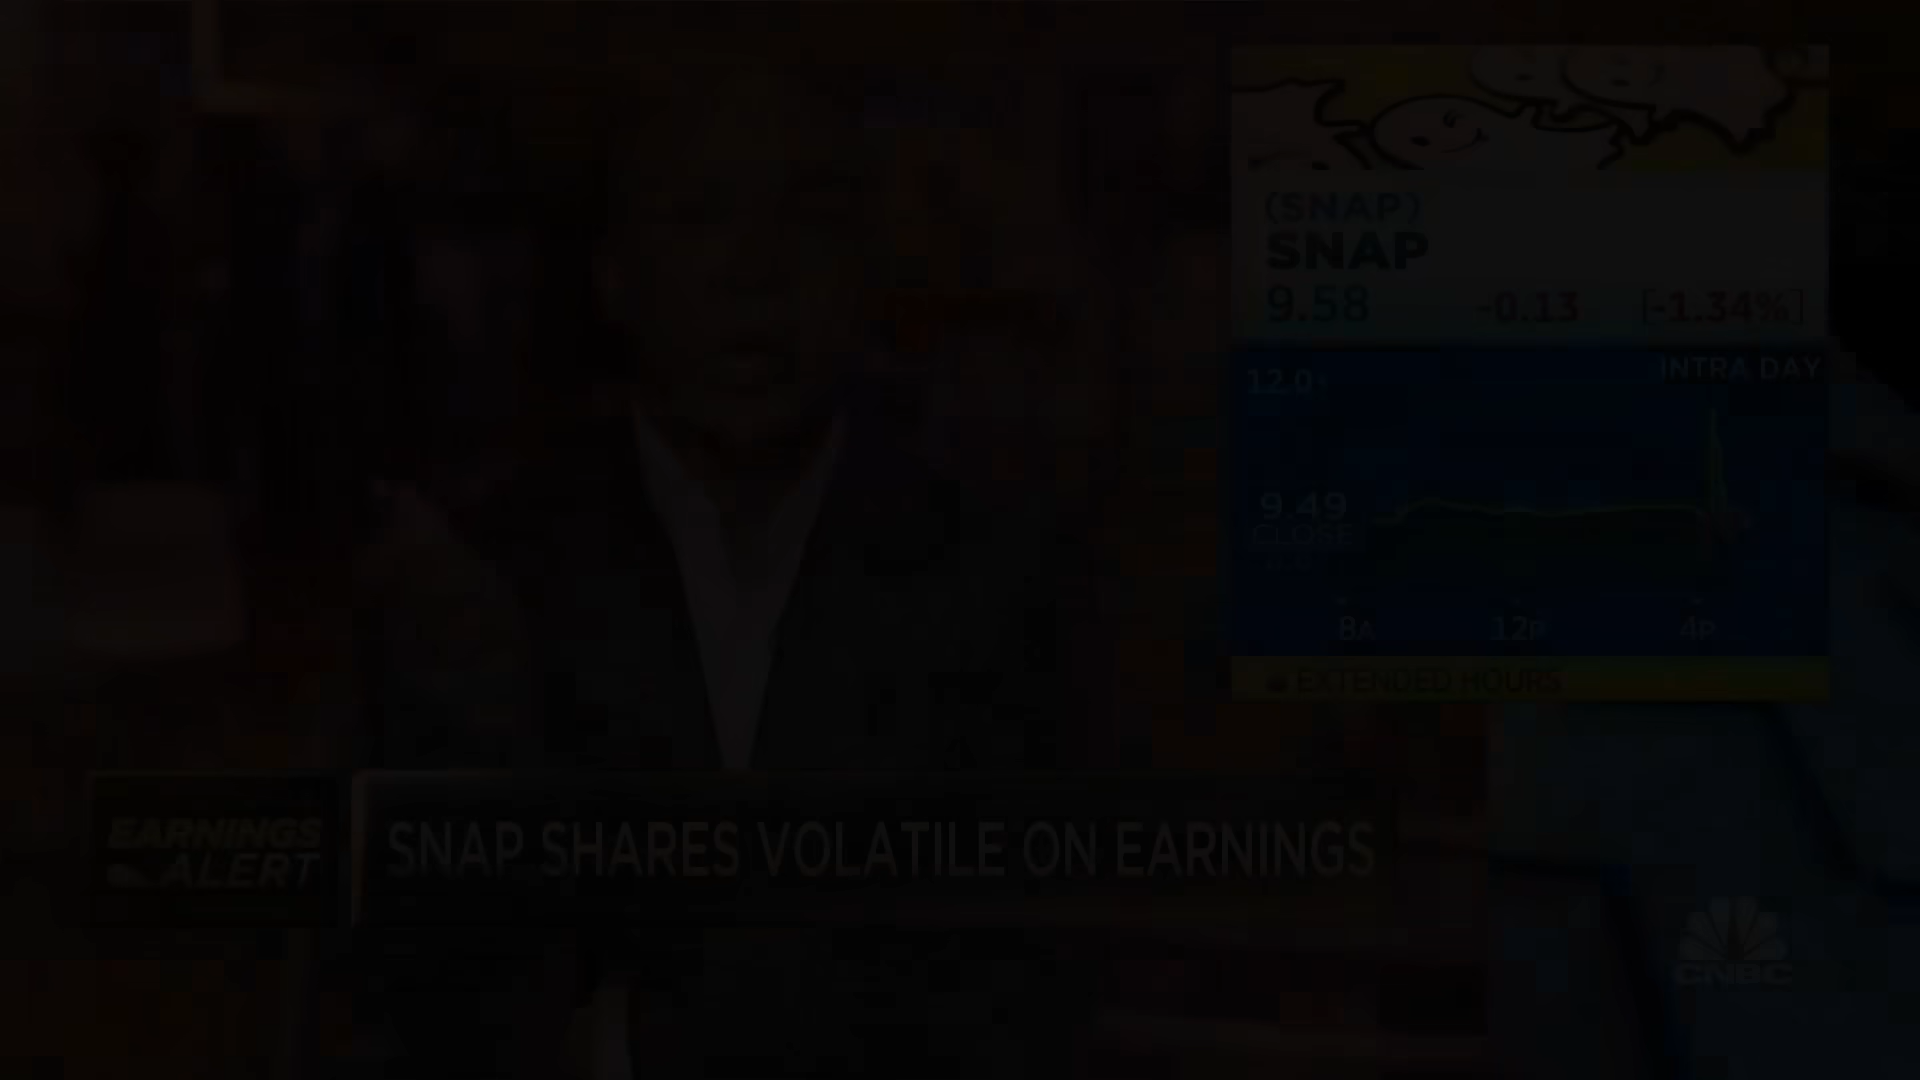 (SNAP)
SNAP
9.58 -0.13 [-1.34%]
INTRA DAY
12.0
9.49
CLOSE
8A 12P 4P
EXTENDED HOURS
EARNINGS
ALERT
SNAP SHARES VOLATILE ON EARNINGS
CNBC